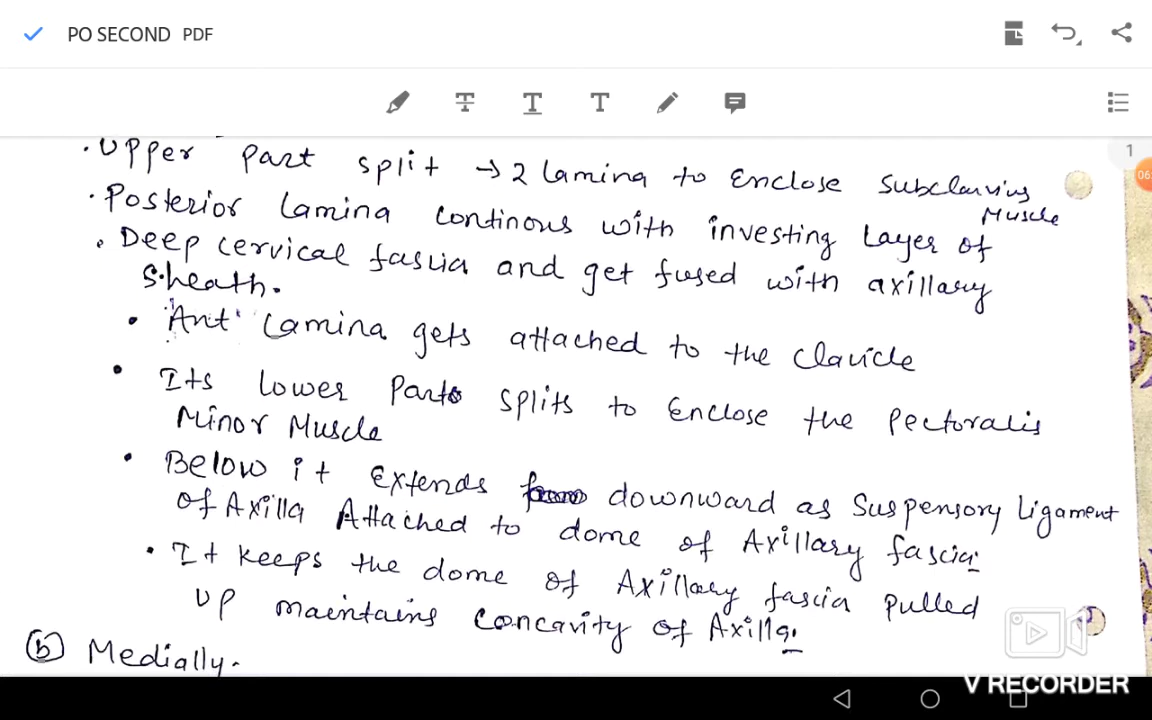 PO SECOND PDF
1
06:
· Upper part split → 2 lamina to Enclose Subclavius Muscle
· Posterior lamina continous with investing layer of
· Deep cervical fascia and get fused with axillary
sheath.
• Ant lamina gets attached to the clavicle
• Its lower part splits to Enclose the Pectoralis
Minor Muscle
• Below it Extends downward as Suspensory Ligament
of Axilla Attached to dome of Axillary fascia
• It keeps the dome of Axillary fascia pulled
up maintains concavity of Axilla.
(b) Medially.
V RECORDER